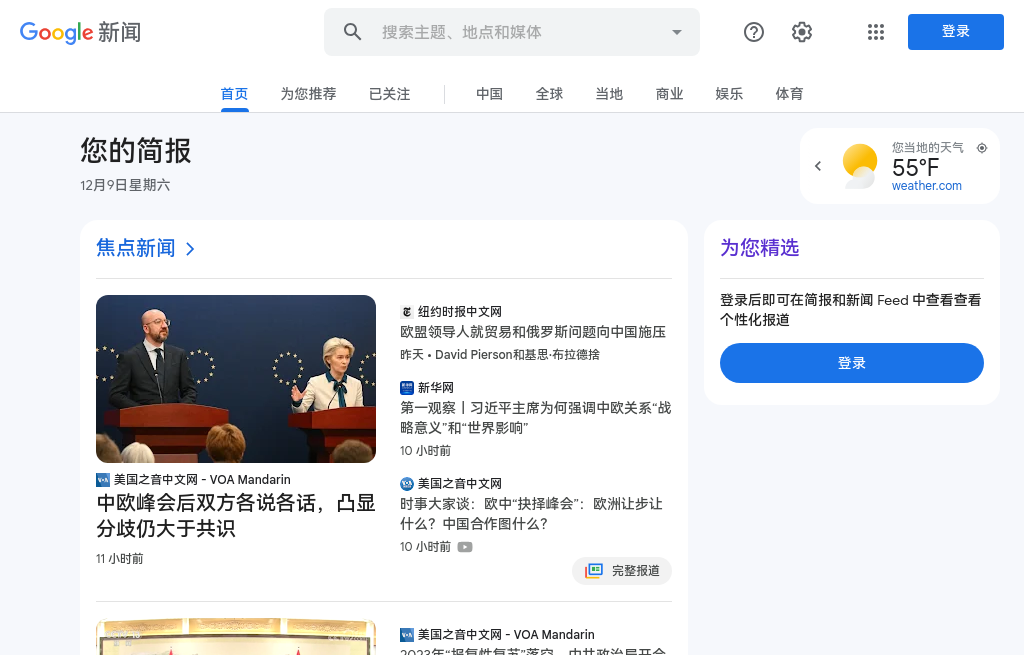 Google 新闻
搜索主题、地点和媒体
登录
首页
为您推荐
已关注
中国
全球
当地
商业
娱乐
体育
您的简报
12月9日星期六
您当地的天气
55°F
weather.com
焦点新闻
美国之音中文网 - VOA Mandarin
中欧峰会后双方各说各话，凸显
分歧仍大于共识
11 小时前
纽约时报中文网
欧盟领导人就贸易和俄罗斯问题向中国施压
昨天 • David Pierson和基思·布拉德捨
新华网
第一观察丨习近平主席为何强调中欧关系“战
略意义”和“世界影响”
10 小时前
美国之音中文网
时事大家谈：欧中“抉择峰会”：欧洲让步让
什么？中国合作图什么？
10 小时前
完整报道
美国之音中文网 - VOA Mandarin
2023年“报复性复苏”落空，中共政治局开会
为您精选
登录后即可在简报和新闻 Feed 中查看查看
个性化报道
登录